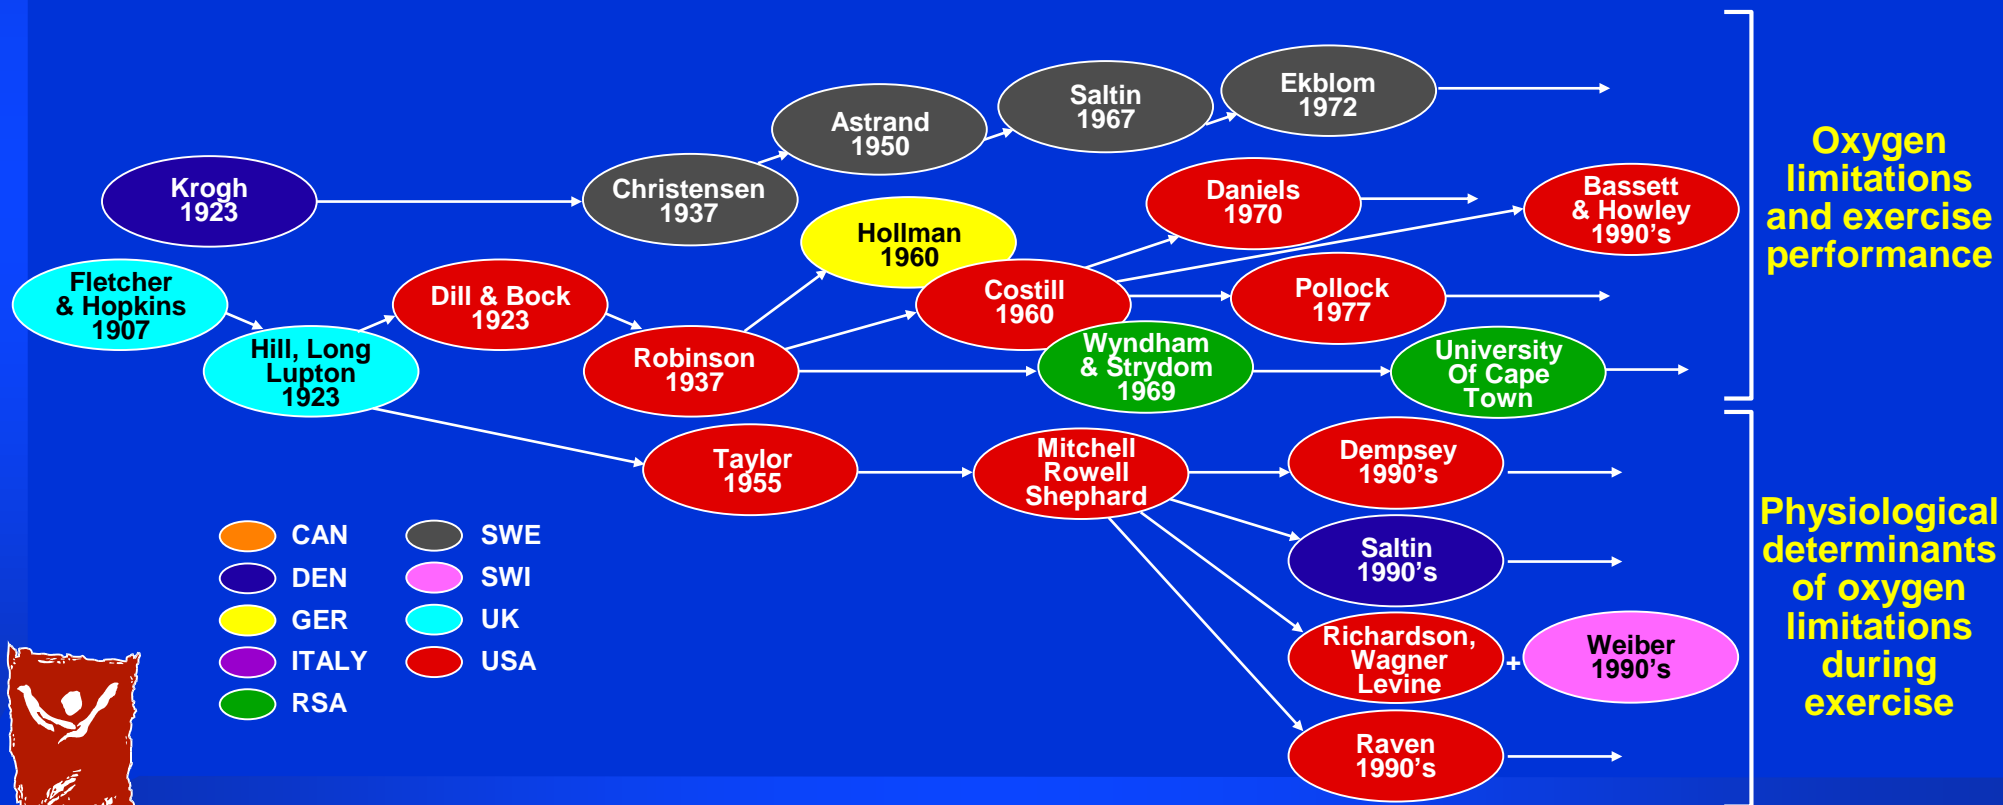 Ekblom
1972
Saltin
1967
Astrand
1950
Krogh
1923
Christensen
1937
Daniels
1970
Bassett
& Howley
1990's
Hollman
1960
Fletcher
& Hopkins
1907
Dill & Bock
1923
Costill
1960
Pollock
1977
Hill, Long
Lupton
1923
Robinson
1937
Wyndham
& Strydom
1969
University
Of Cape
Town
Oxygen
limitations
and exercise
performance
Taylor
1955
Mitchell
Rowell
Shephard
Dempsey
1990's
Saltin
1990's
Richardson,
Wagner
Levine
+
Weiber
1990's
Raven
1990's
Physiological
determinants
of oxygen
limitations
during
exercise
CAN
DEN
GER
ITALY
RSA
SWE
SWI
UK
USA